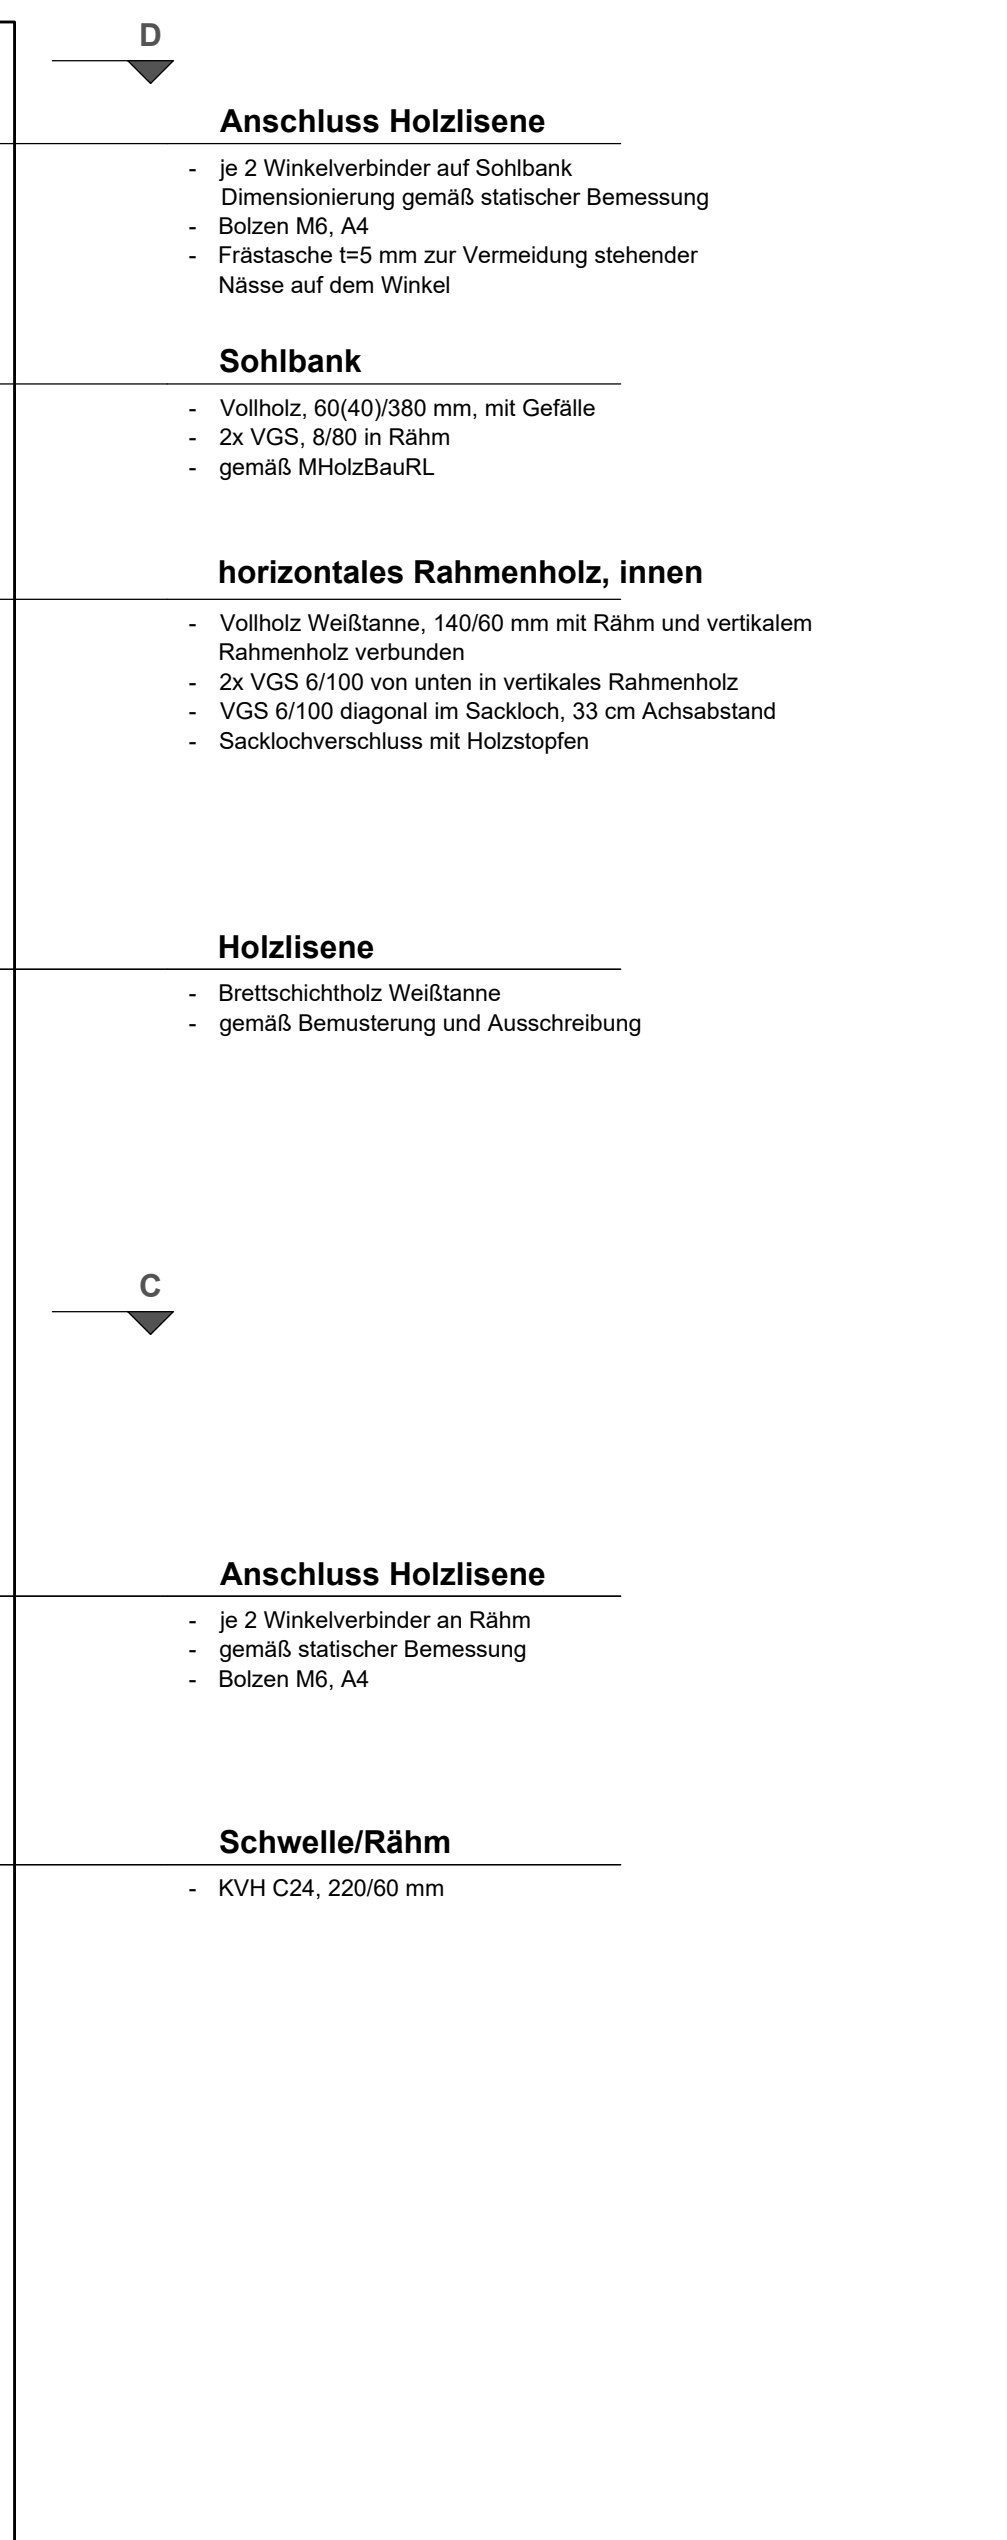 D
Anschluss Holzlisene
- je 2 Winkelverbinder auf Sohlbank
Dimensionierung gemäß statischer Bemessung
- Bolzen M6, A4
- Frästasche t=5 mm zur Vermeidung stehender
Nässe auf dem Winkel
Sohlbank
- Vollholz, 60(40)/380 mm, mit Gefälle
- 2x VGS, 8/80 in Rähm
- gemäß MHolzBauRL
horizontales Rahmenholz, innen
- Vollholz Weißtanne, 140/60 mm mit Rähm und vertikalem
Rahmenholz verbunden
- 2x VGS 6/100 von unten in vertikales Rahmenholz
- VGS 6/100 diagonal im Sackloch, 33 cm Achsabstand
- Sacklochverschluss mit Holzstopfen
Holzlisene
- Brettschichtholz Weißtanne
- gemäß Bemusterung und Ausschreibung
C
Anschluss Holzlisene
- je 2 Winkelverbinder an Rähm
- gemäß statischer Bemessung
- Bolzen M6, A4
Schwelle/Rähm
- KVH C24, 220/60 mm